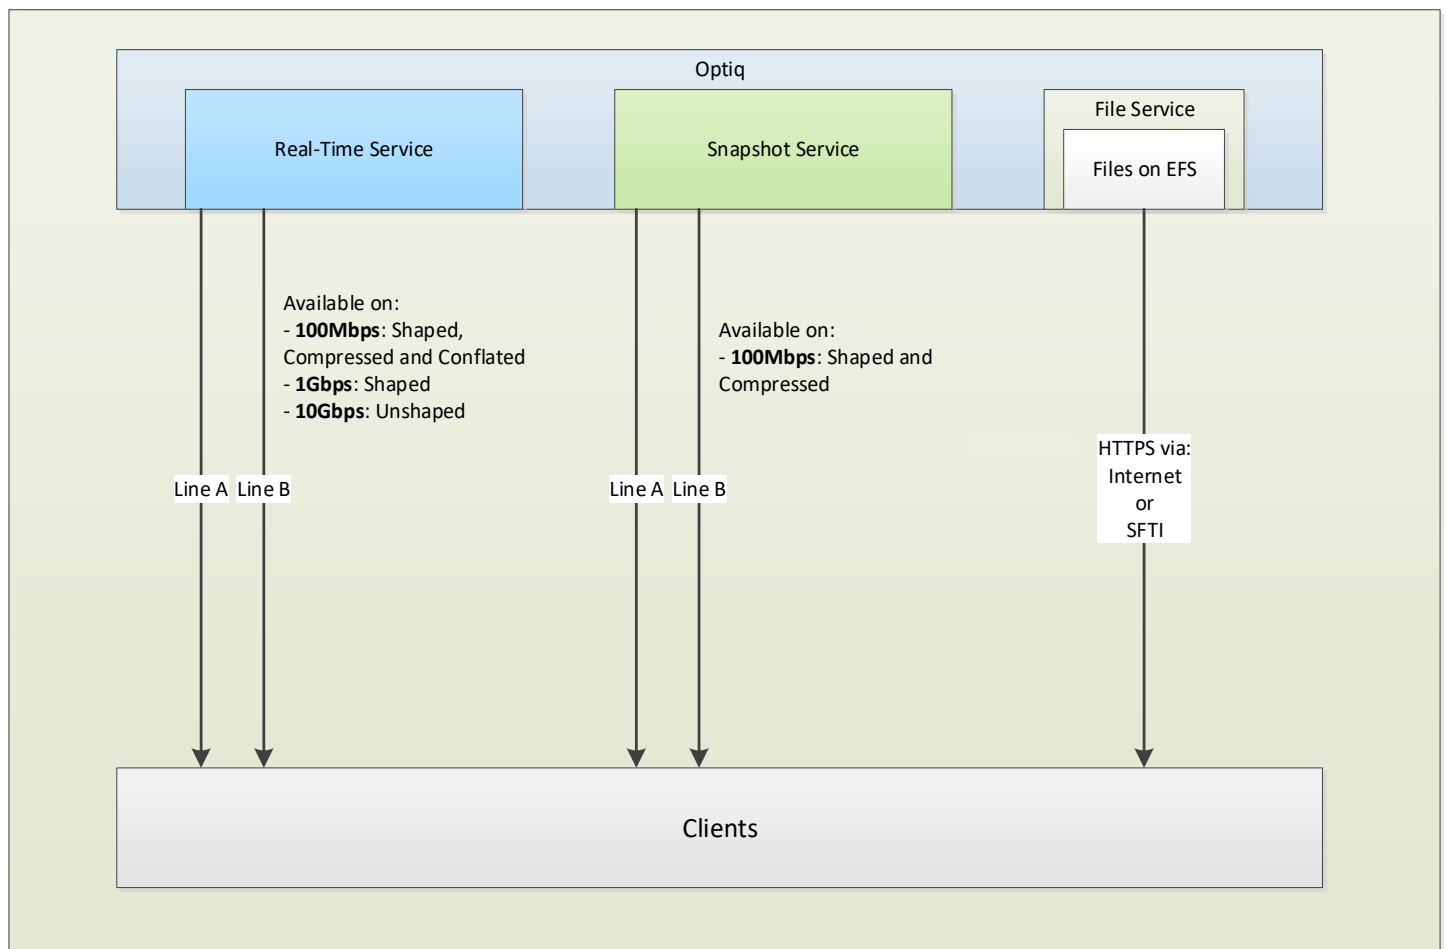 Optiq
Real-Time Service
Snapshot Service
File Service
Files on EFS
Available on:
- 100Mbps: Shaped,
Compressed and Conflated
- 1Gbps: Shaped
- 10Gbps: Unshaped
Available on:
- 100Mbps: Shaped and
Compressed
Line A
Line B
Line A
Line B
HTTPS via:
Internet
or
SFTI
Clients